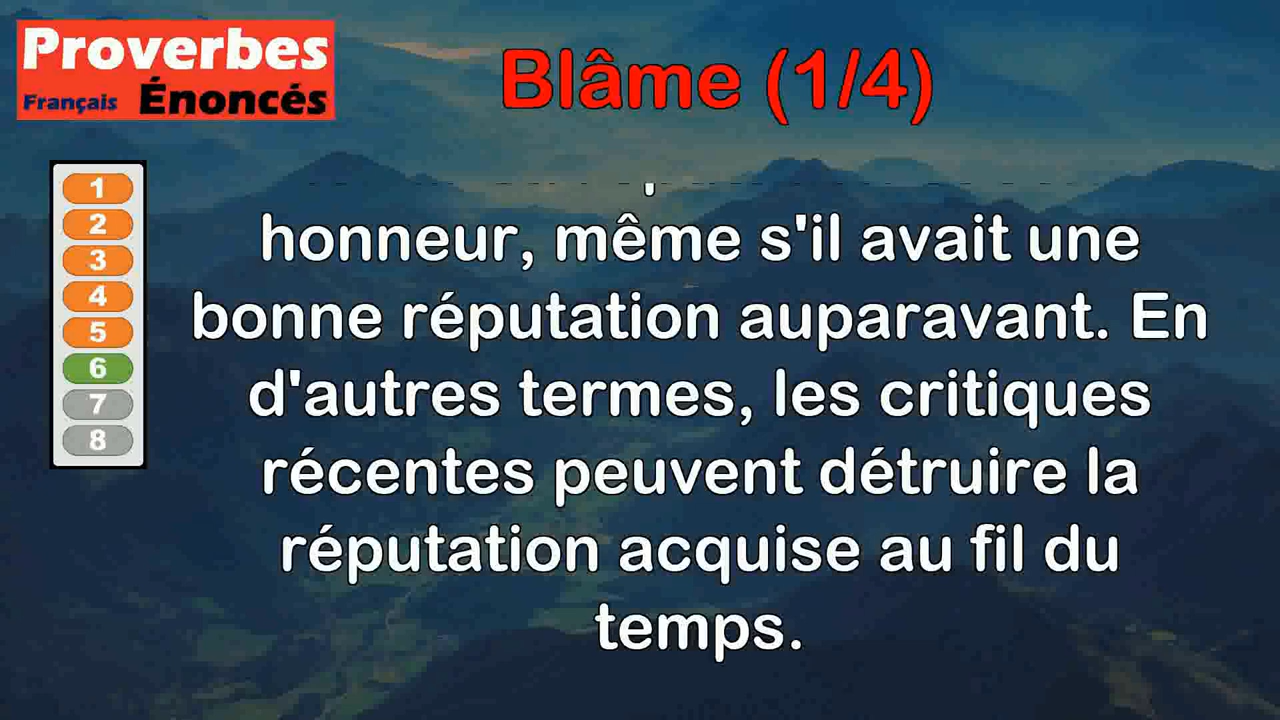 Proverbes
Français Énoncés
Blâme (1/4)
1
2
3
4
5
6
7
8
honneur, même s'il avait une
bonne réputation auparavant. En
d'autres termes, les critiques
récentes peuvent détruire la
réputation acquise au fil du
temps.